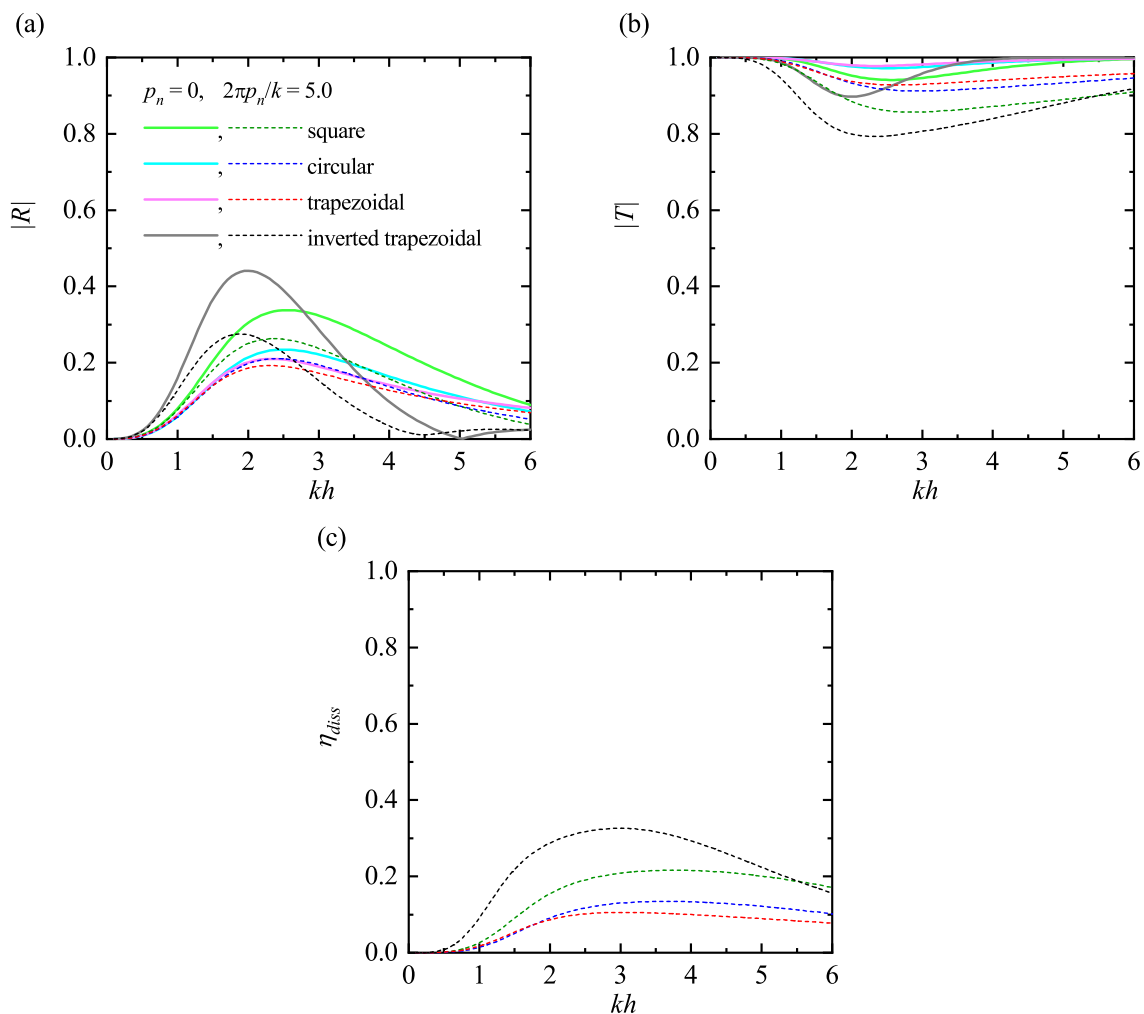 (a)
1.0
0.8
0.6
0.4
0.2
0.0
|R|
pₙ = 0, 2πpₙ/k = 5.0
, square
, circular
, trapezoidal
, inverted trapezoidal
0 1 2 3 4 5 6
kh
(b)
1.0
0.8
0.6
0.4
0.2
0.0
|T|
0 1 2 3 4 5 6
kh
(c)
1.0
0.8
0.6
0.4
0.2
0.0
η_diss
0 1 2 3 4 5 6
kh